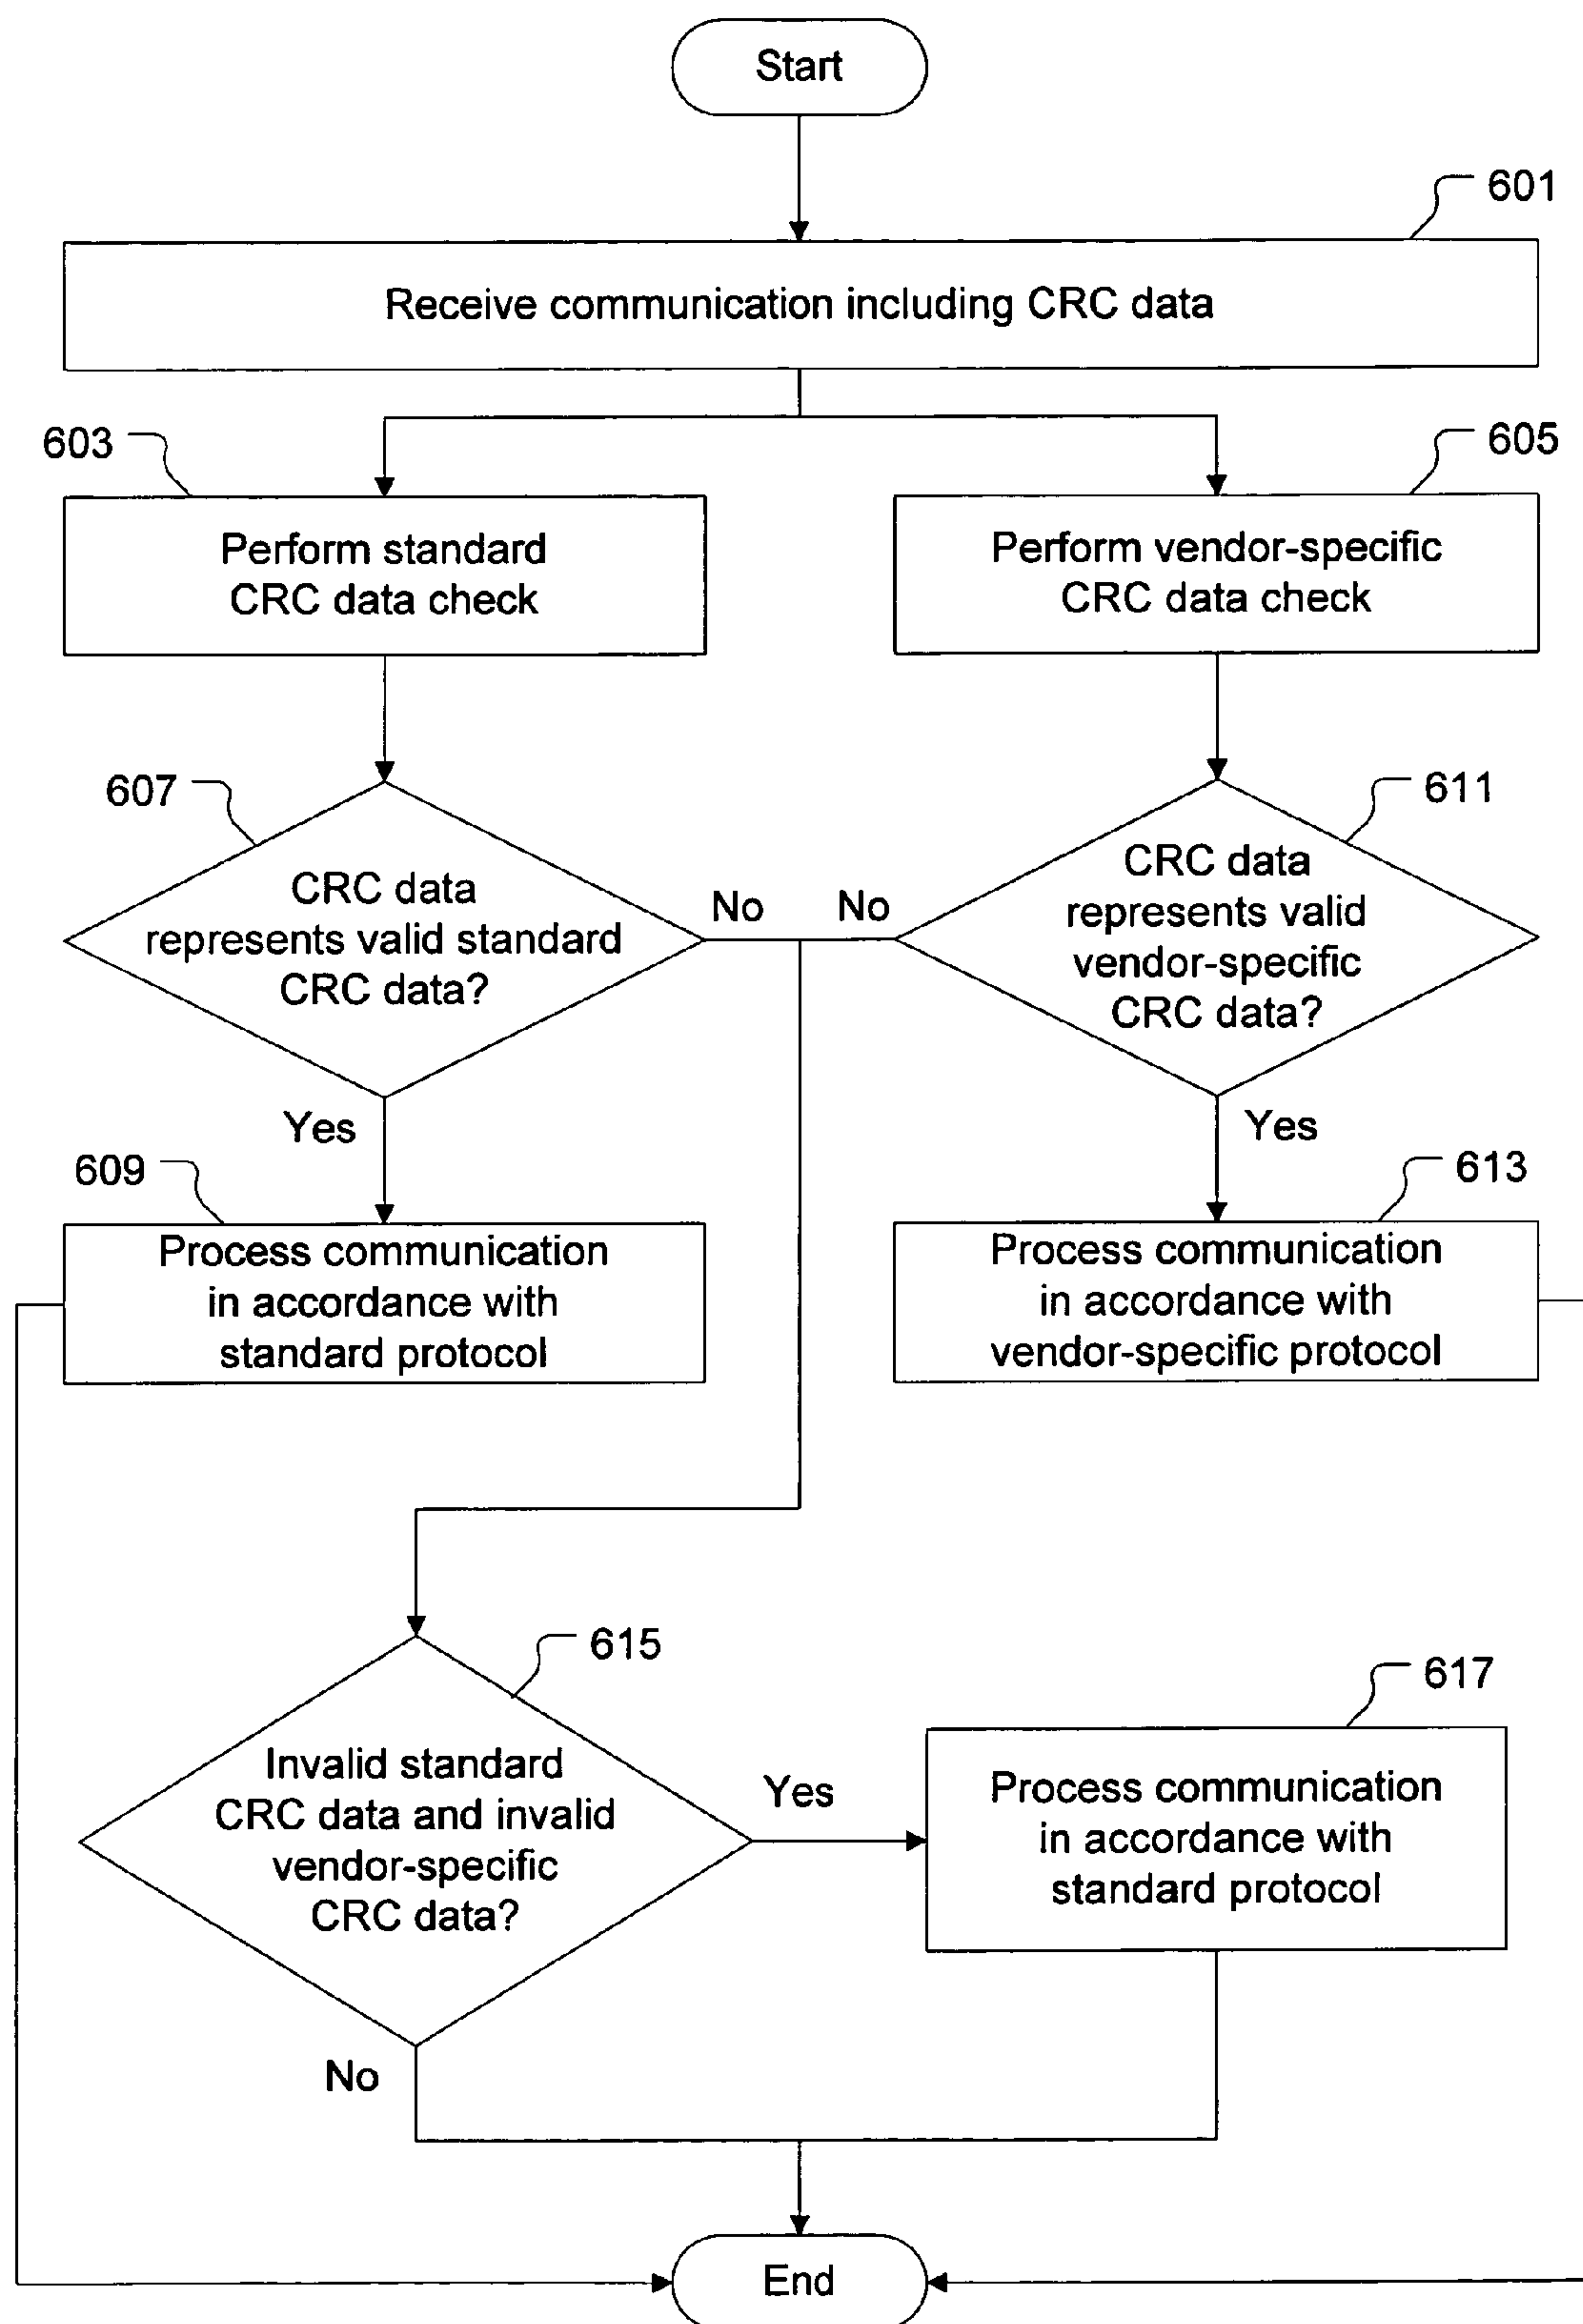 Start
601
Receive communication including CRC data
603
605
Perform standard
CRC data check
Perform vendor-specific
CRC data check
607
611
CRC data
represents valid standard
CRC data?
No
No
CRC data
represents valid
vendor-specific
CRC data?
Yes
Yes
609
613
Process communication
in accordance with
standard protocol
Process communication
in accordance with
vendor-specific protocol
615
617
Invalid standard
CRC data and invalid
vendor-specific
CRC data?
Yes
Process communication
in accordance with
standard protocol
No
End